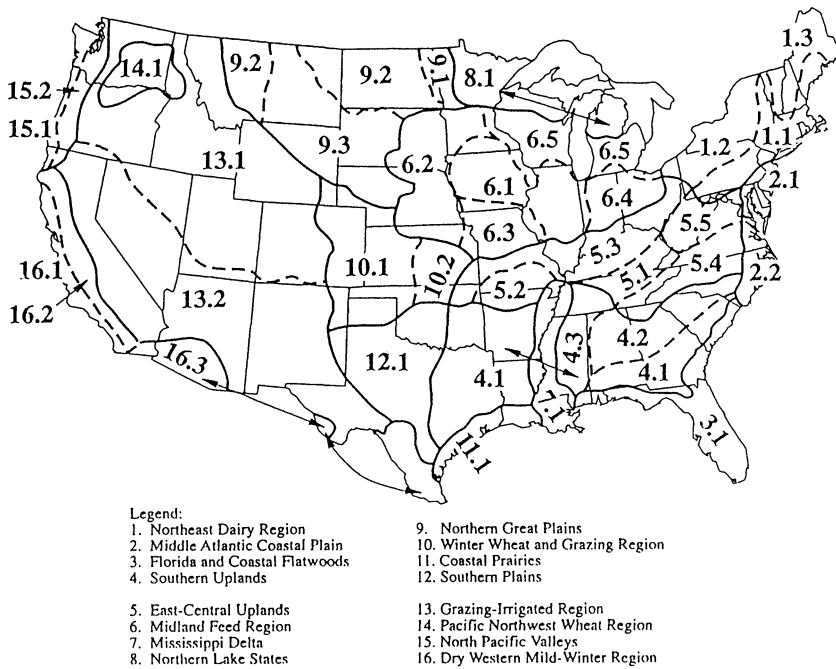 1.3
9.2
9.2
9.1
8.1
14.1
15.2
15.1
1.1
1.2
6.5
6.5
9.3
13.1
6.2
2.1
6.1
6.4
5.5
6.3
5.3
16.1
10.1
10.2
5.1
5.4
2.2
5.2
13.2
16.2
4.2
4.3
16.3
12.1
4.1
4.1
7.1
3.1
11.1
Legend:
1. Northeast Dairy Region
2. Middle Atlantic Coastal Plain
3. Florida and Coastal Flatwoods
4. Southern Uplands
5. East-Central Uplands
6. Midland Feed Region
7. Mississippi Delta
8. Northern Lake States
9. Northern Great Plains
10. Winter Wheat and Grazing Region
11. Coastal Prairies
12. Southern Plains
13. Grazing-Irrigated Region
14. Pacific Northwest Wheat Region
15. North Pacific Valleys
16. Dry Western Mild-Winter Region